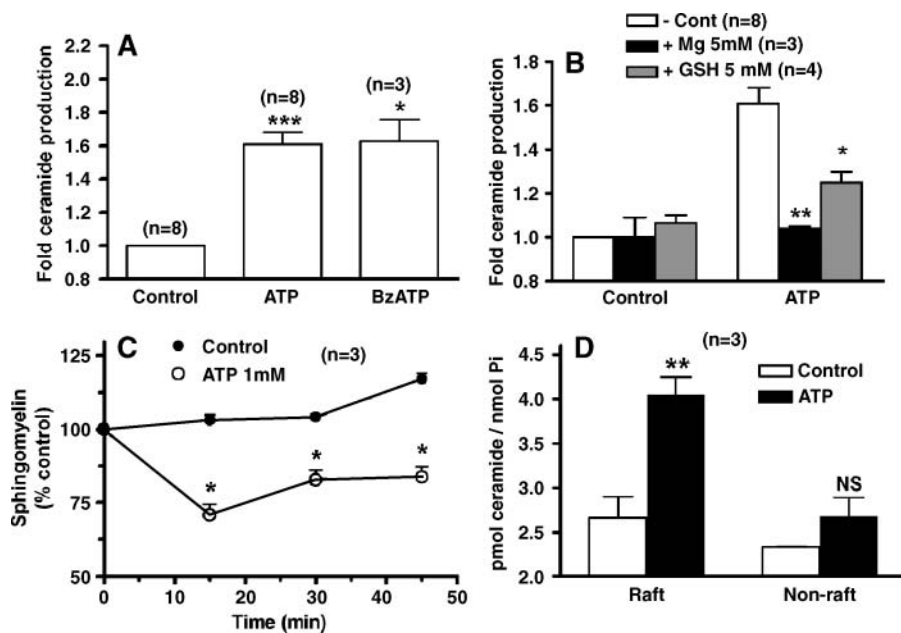 A
Fold ceramide production
2.0
1.8
1.6
1.4
1.2
1.0
0.8
(n=8)
(n=8)
***
(n=3)
*
Control
ATP
BzATP
- Cont (n=8)
+ Mg 5mM (n=3)
+ GSH 5 mM (n=4)
B
Fold ceramide production
1.8
1.6
1.4
1.2
1.0
0.8
**
*
Control
ATP
C
Control
ATP 1mM
(n=3)
Sphingomyelin
(% control)
125
100
75
50
*
*
*
0
10
20
30
40
50
Time (min)
D
(n=3)
Control
ATP
pmol ceramide / nmol Pi
4.5
4.0
3.5
3.0
2.5
2.0
**
NS
Raft
Non-raft